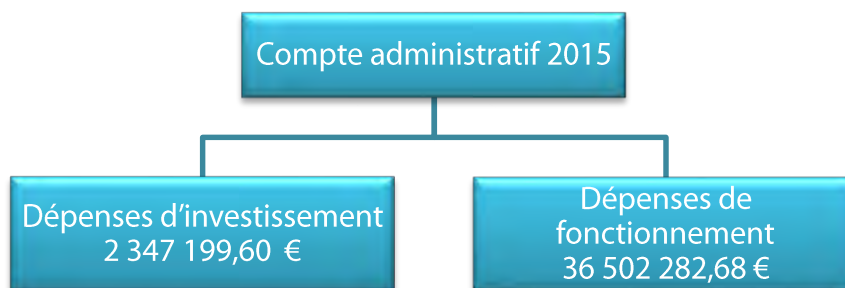 Compte administratif 2015
Dépenses d’investissement
2 347 199,60 €
Dépenses de
fonctionnement
36 502 282,68 €